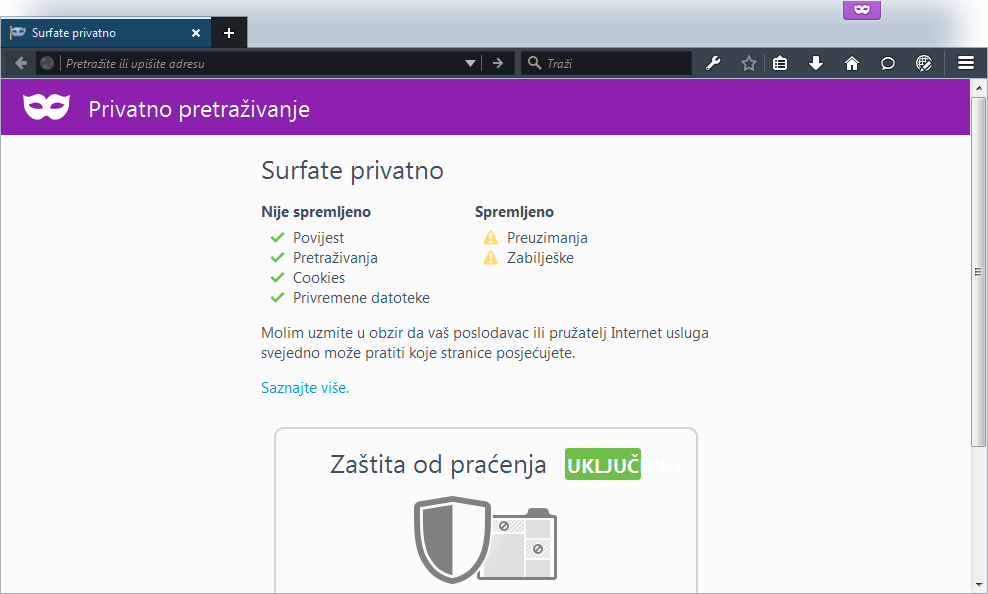 Surfate privatno
Pretražite ili upišite adresu
Traži
Privatno pretraživanje
Surfate privatno
Nije spremljeno
Povijest
Pretraživanja
Cookies
Privremene datoteke
Spremljeno
Preuzimanja
Zabilješke
Molim uzmite u obzir da vaš poslodavac ili pružatelj Internet usluga
svejedno može pratiti koje stranice posjećujete.
Saznajte više.
Zaštita od praćenja UKLJUČENO